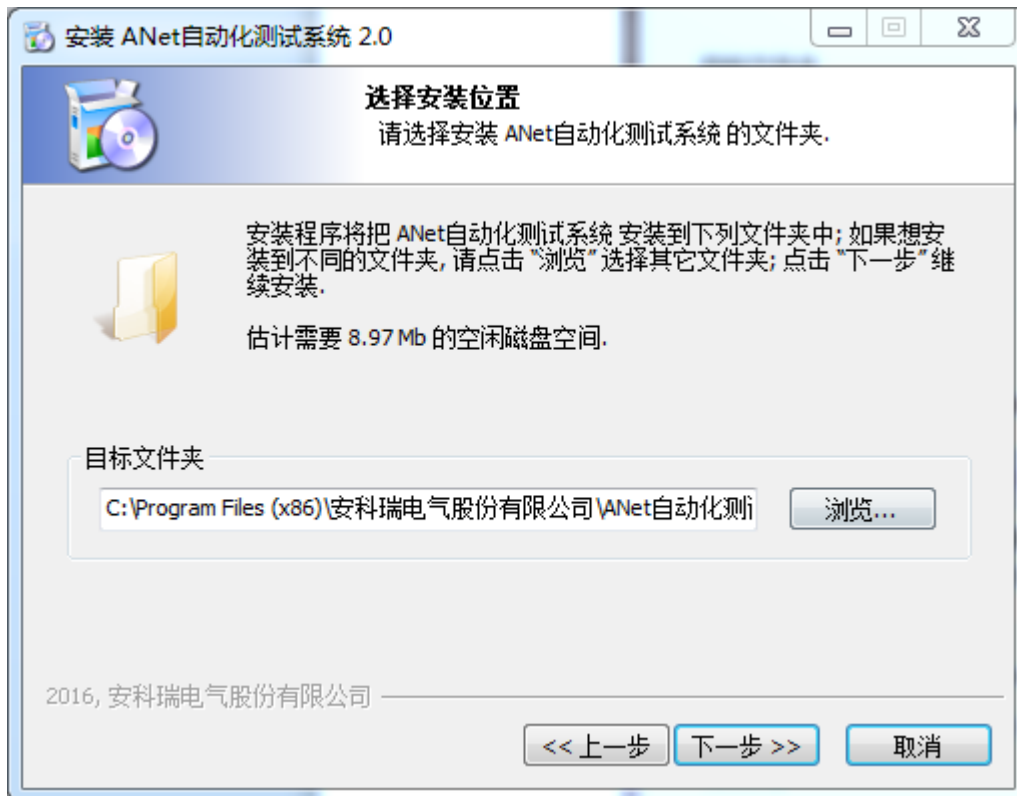 安装 ANet自动化测试系统 2.0
选择安装位置
请选择安装 ANet自动化测试系统 的文件夹.
安装程序将把 ANet自动化测试系统 安装到下列文件夹中; 如果想安
装到不同的文件夹, 请点击 "浏览" 选择其它文件夹; 点击 "下一步" 继
续安装.
估计需要 8.97 Mb 的空闲磁盘空间.
目标文件夹
C:\Program Files (x86)\安科瑞电气股份有限公司\ANet自动化测
浏览...
2016, 安科瑞电气股份有限公司
<< 上一步
下一步 >>
取消